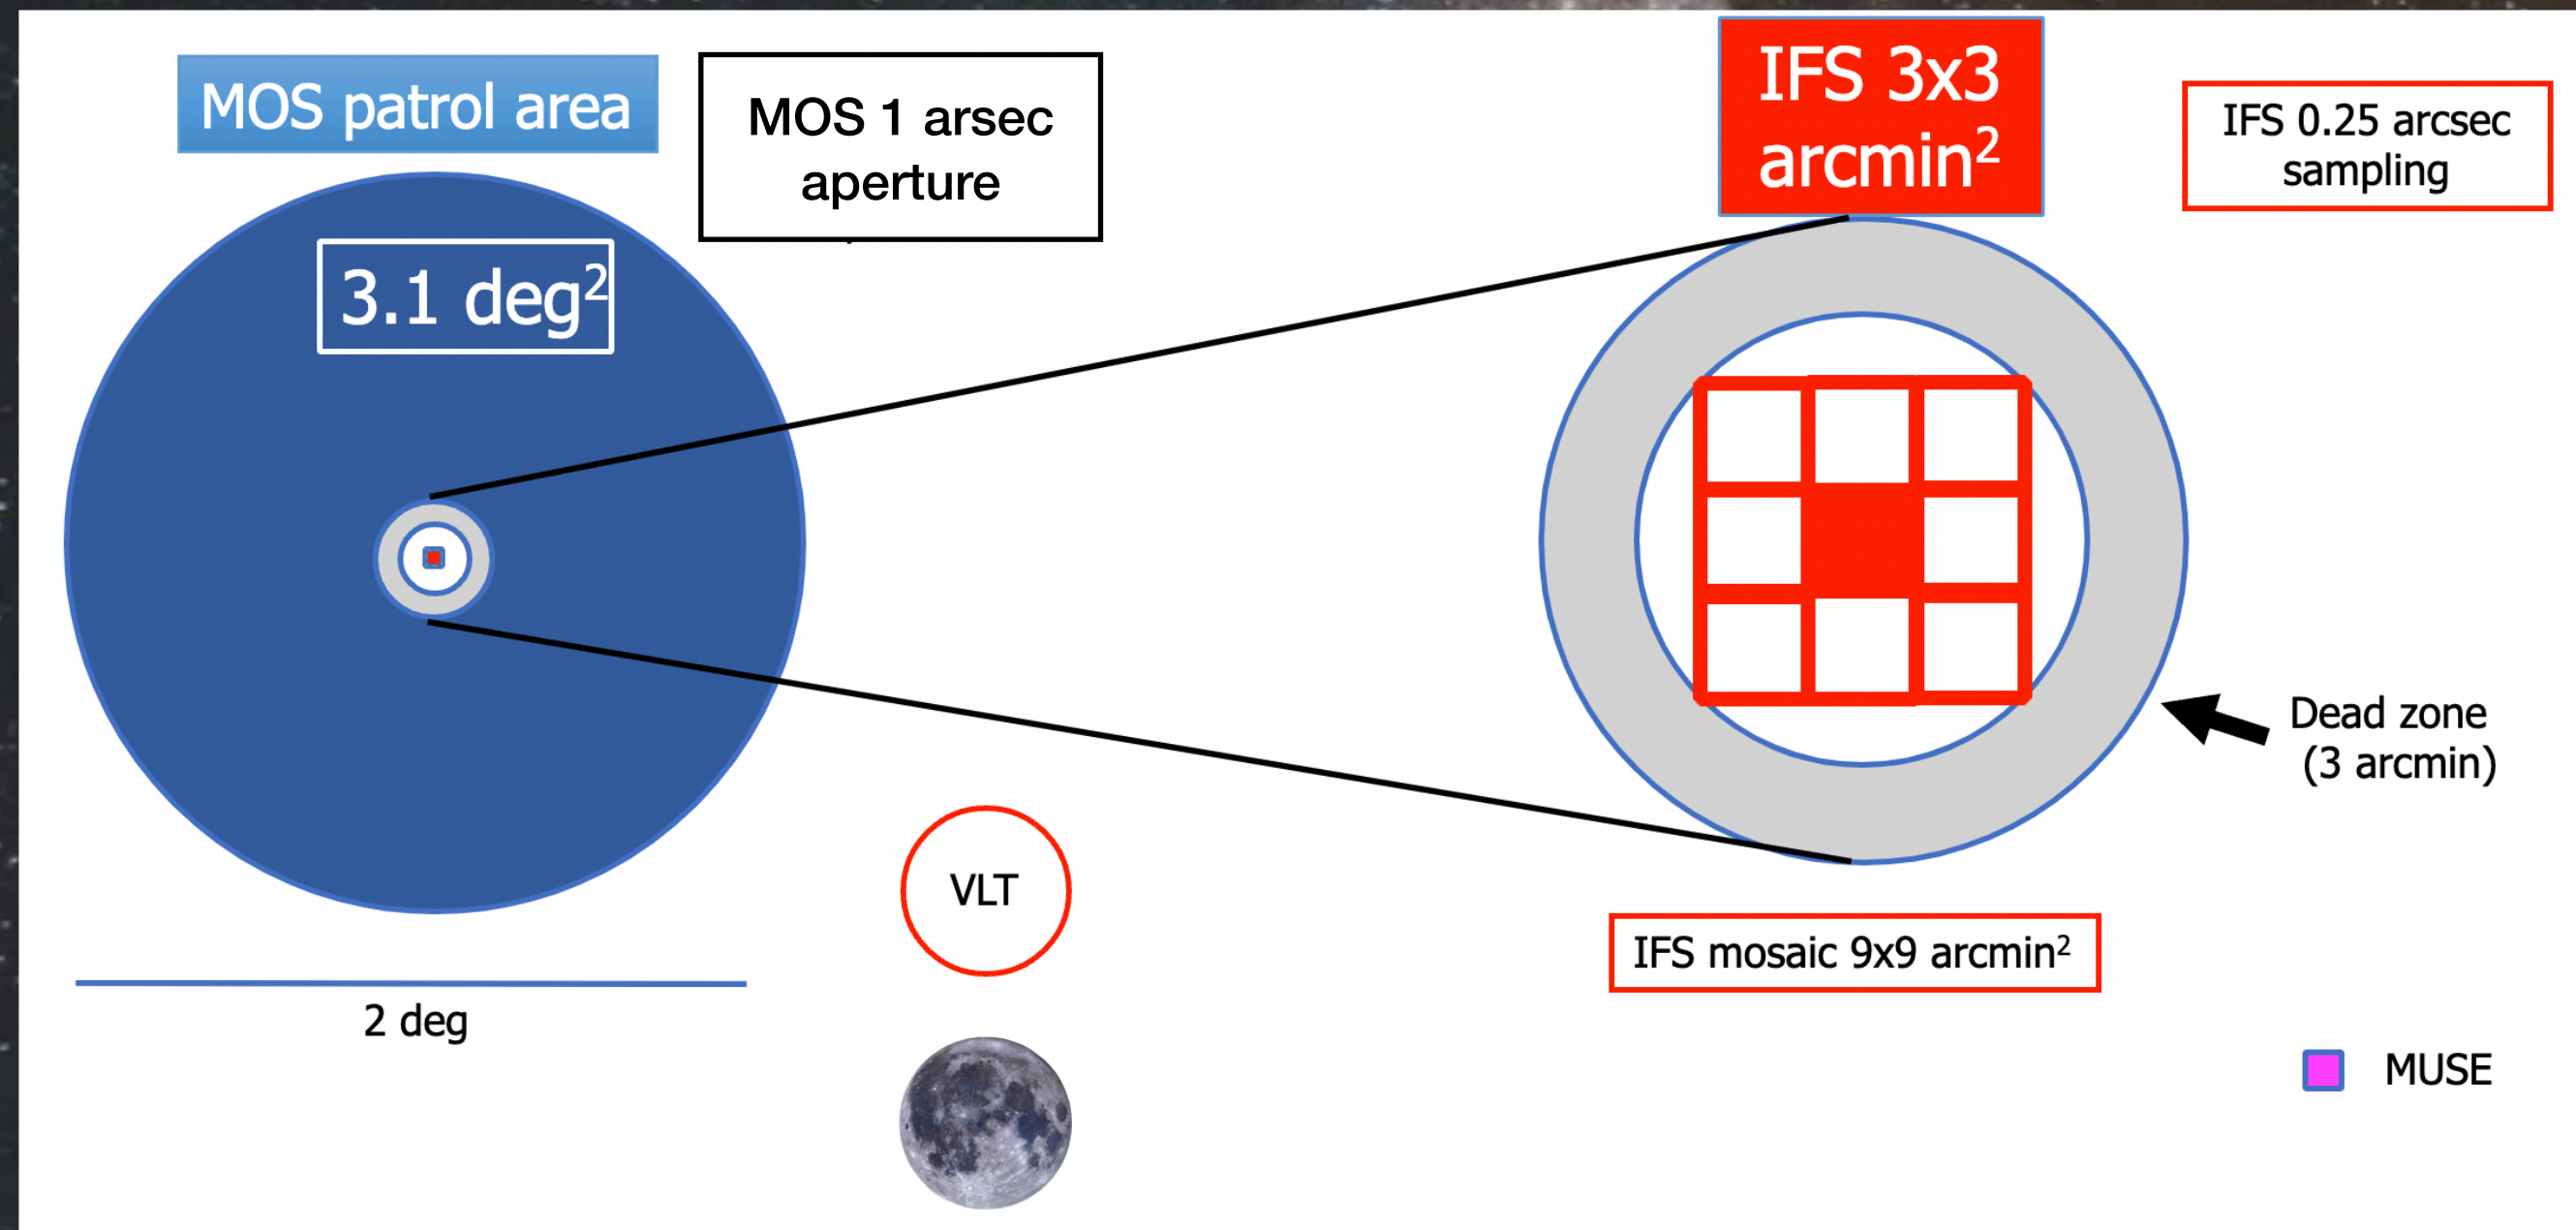 MOS patrol area
MOS 1 arsec
aperture
IFS 3x3
arcmin²
IFS 0.25 arcsec
sampling
3.1 deg²
Dead zone
(3 arcmin)
VLT
IFS mosaic 9x9 arcmin²
2 deg
MUSE